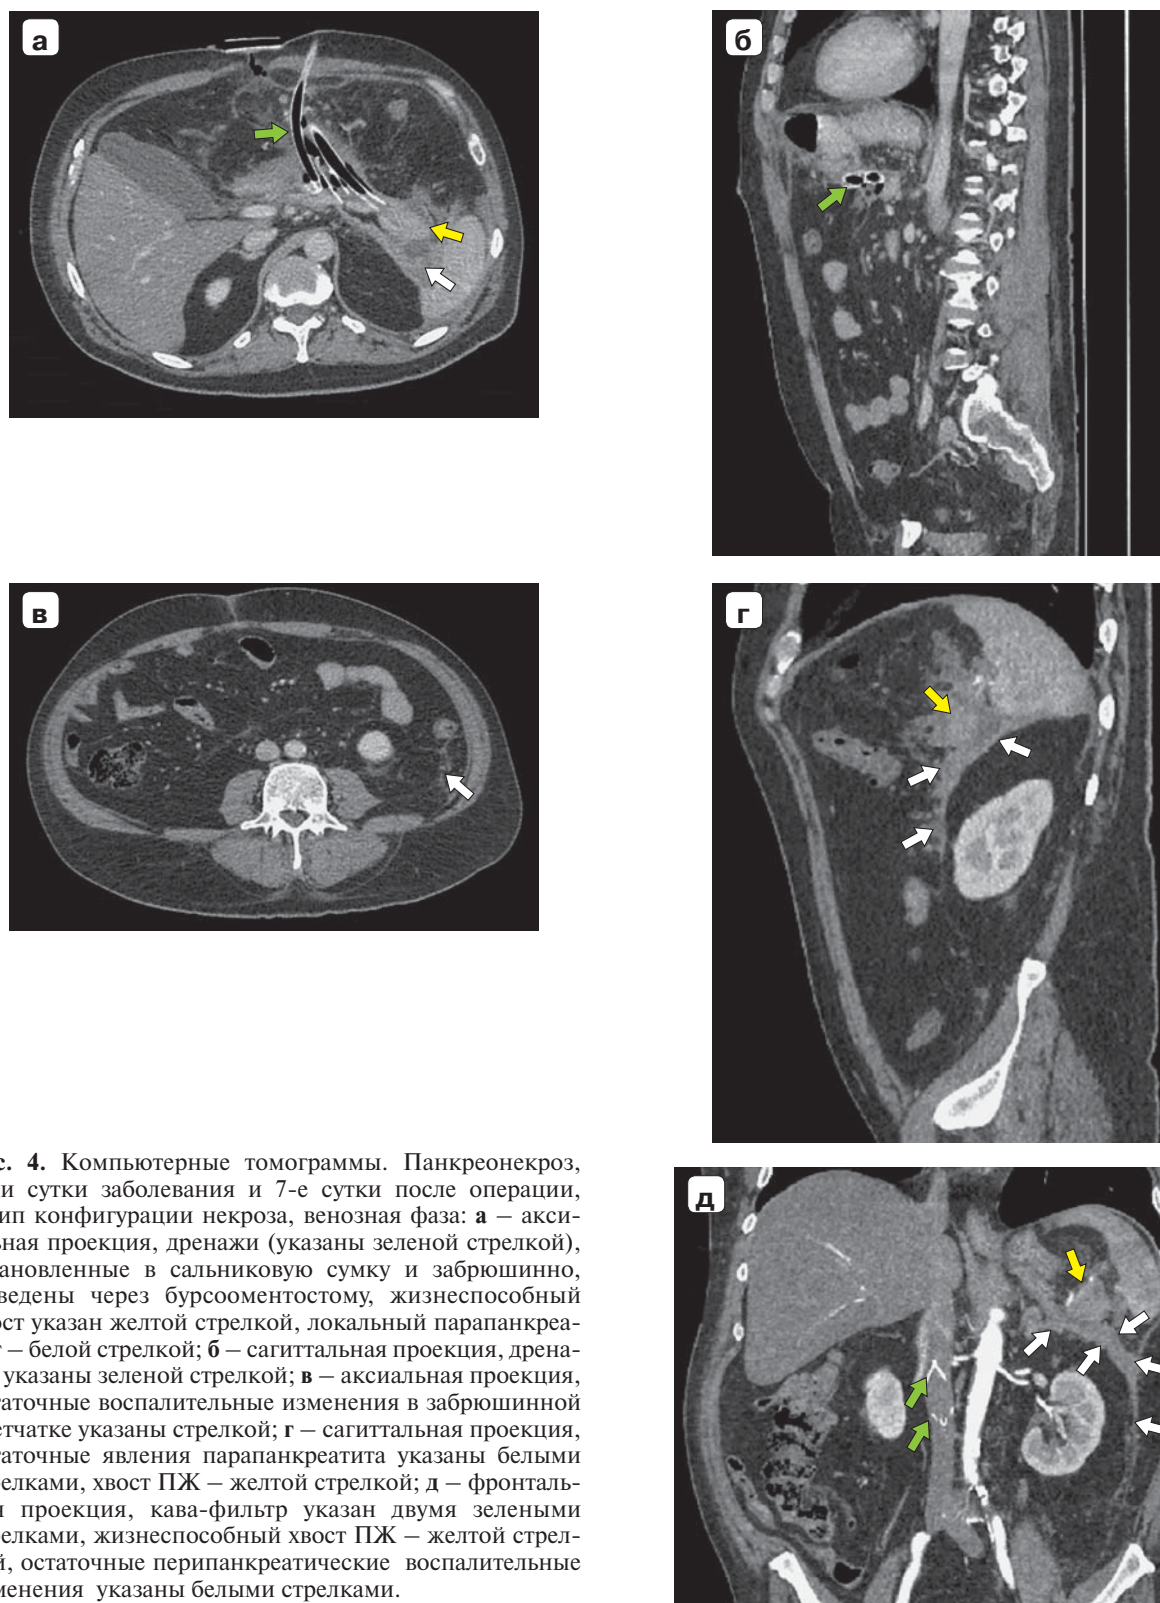 а
б
в
г
д
с. 4. Компьютерные томограммы. Панкреонекроз,
и сутки заболевания и 7-е сутки после операции,
ип конфигурации некроза, венозная фаза: а – акси-
ьная проекция, дренажи (указаны зеленой стрелкой),
ановленные в сальниковую сумку и забрюшинно,
ведены через бурсооментостому, жизнеспособный
ост указан желтой стрелкой, локальный парапанкреа-
– белой стрелкой; б – сагиттальная проекция, дрена-
указаны зеленой стрелкой; в – аксиальная проекция,
таточные воспалительные изменения в забрюшинной
етчатке указаны стрелкой; г – сагиттальная проекция,
таточные явления парапанкреатита указаны белыми
елками, хвост ПЖ – желтой стрелкой; д – фронталь-
проекция, кава-фильтр указан двумя зелеными
елками, жизнеспособный хвост ПЖ – желтой стрел-
й, остаточные перипанкреатические воспалительные
менения указаны белыми стрелками.